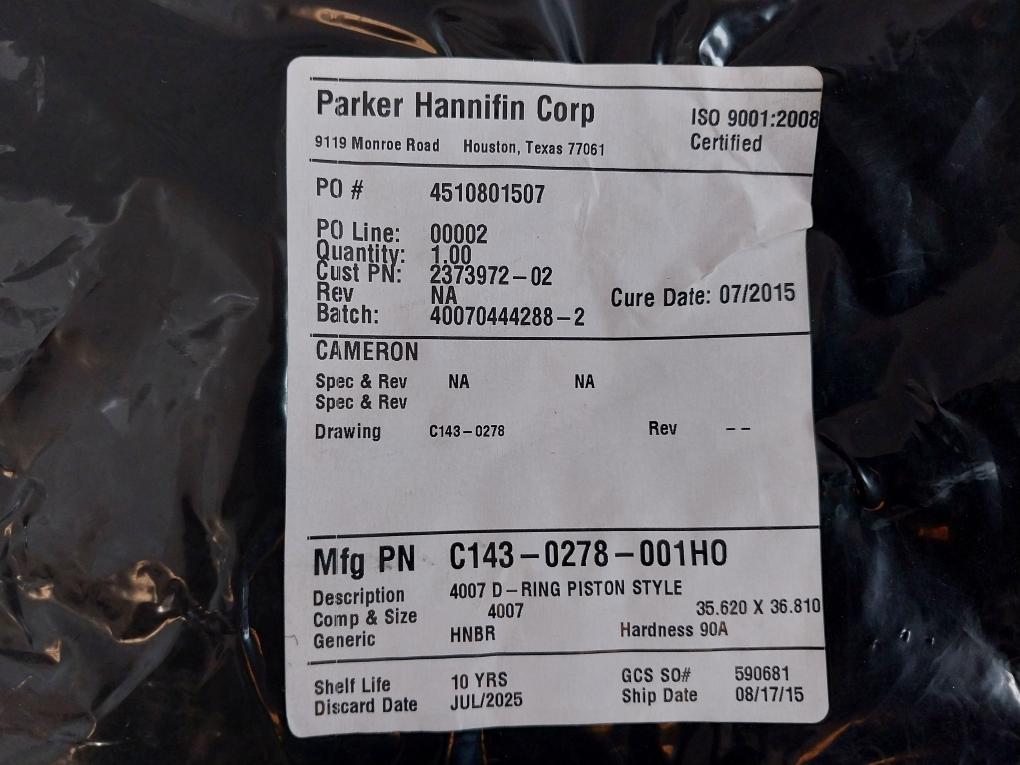 Parker Hannifin Corp ISO 9001:2008
Certified
9119 Monroe Road Houston, Texas 77061
PO # 4510801507
PO Line: 00002
Quantity: 1.00
Cust PN: 2373972-02
Rev NA Cure Date: 07/2015
Batch: 40070444288-2
CAMERON
Spec & Rev NA NA
Spec & Rev
Drawing C143-0278 Rev --
Mfg PN C143-0278-001HO
Description 4007 D-RING PISTON STYLE
Comp & Size 4007 35.620 X 36.810
Generic HNBR Hardness 90A
Shelf Life 10 YRS GCS SO# 590681
Discard Date JUL/2025 Ship Date 08/17/15